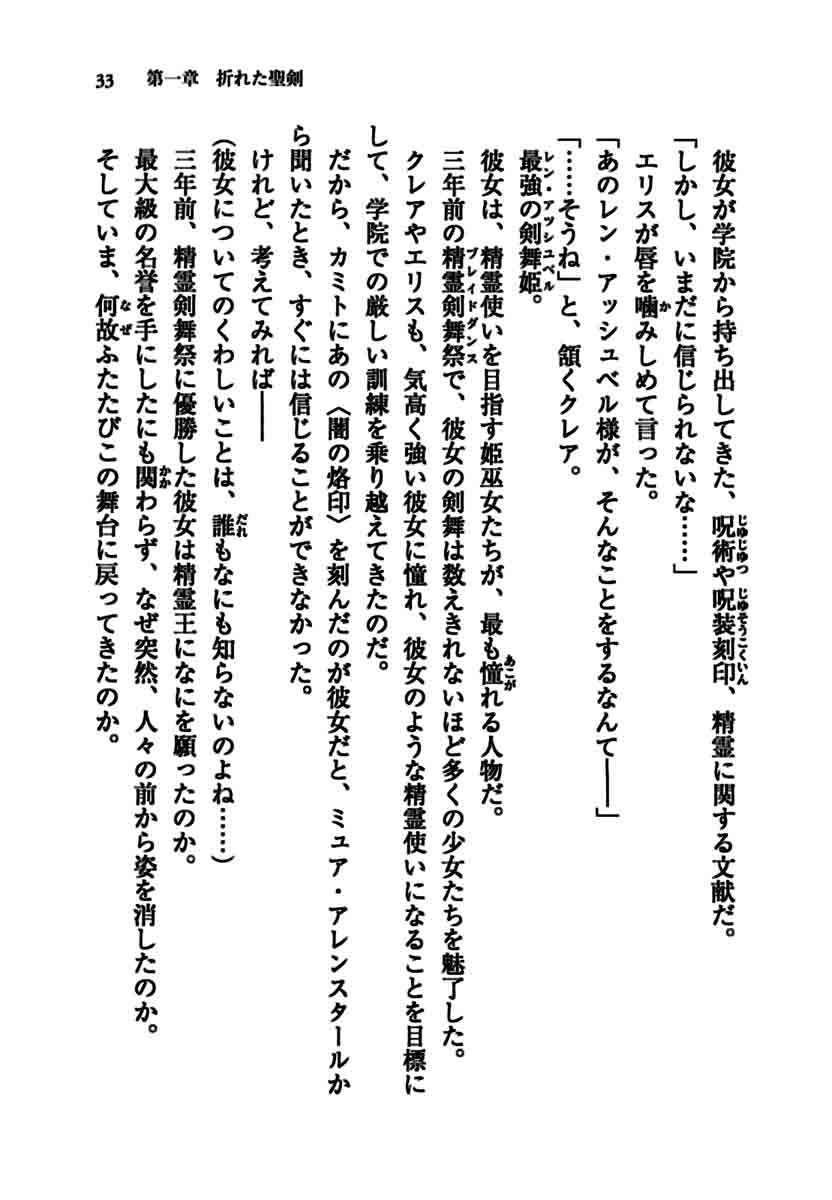 33　第一章　折れた聖剣
　彼女が学院から持ち出してきた、呪術や呪装刻印、精霊に関する文献だ。
「しかし、いまだに信じられないな……」
　エリスが唇を噛みしめて言った。
「あのレン・アッシュベル様が、そんなことをするなんて――」
「……そうね」と、頷くクレア。
　最強の剣舞姫。
　彼女は、精霊使いを目指す姫巫女たちが、最も憧れる人物だ。
　三年前の精霊剣舞祭で、彼女の剣舞は数えきれないほど多くの少女たちを魅了した。
　クレアやエリスも、気高く強い彼女に憧れ、彼女のような精霊使いになることを目標に
して、学院での厳しい訓練を乗り越えてきたのだ。
　だから、カミトにあの〈闇の烙印〉を刻んだのが彼女だと、ミュア・アレンスタールか
ら聞いたとき、すぐには信じることができなかった。
　けれど、考えてみれば――
（彼女についてのくわしいことは、誰もなにも知らないのよね……）
　三年前、精霊剣舞祭に優勝した彼女は精霊王になにを願ったのか。
　最大級の名誉を手にしたにも関わらず、なぜ突然、人々の前から姿を消したのか。
　そしていま、何故ふたたびこの舞台に戻ってきたのか。